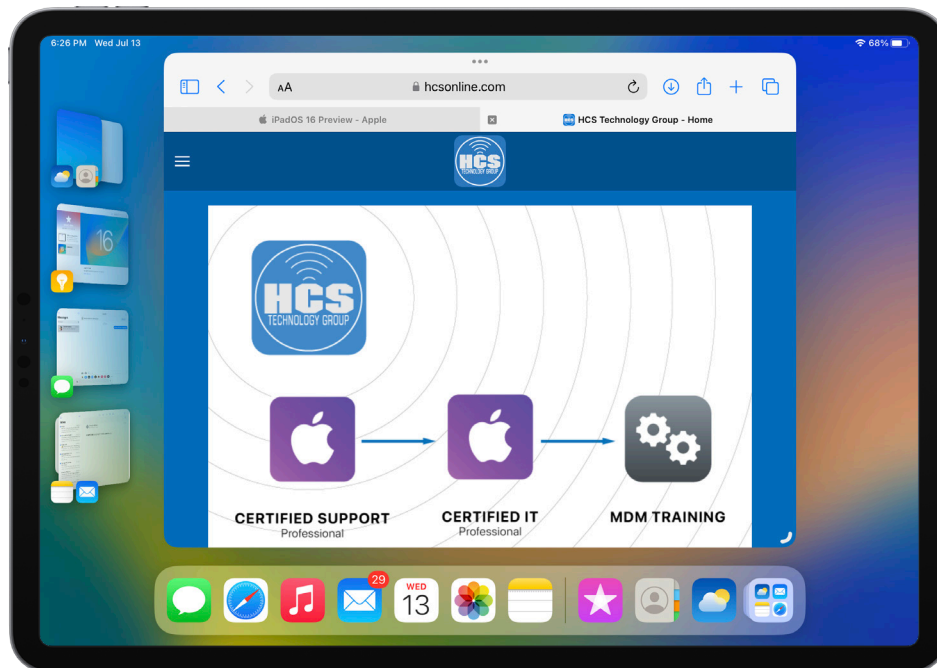 6:26 PM Wed Jul 13
68%
AA
hcsonline.com
iPadOS 16 Preview - Apple
HCS Technology Group - Home
HCS
TECHNOLOGY GROUP
16
HCS
TECHNOLOGY GROUP
CERTIFIED SUPPORT
Professional
CERTIFIED IT
Professional
MDM TRAINING
29
WED
13